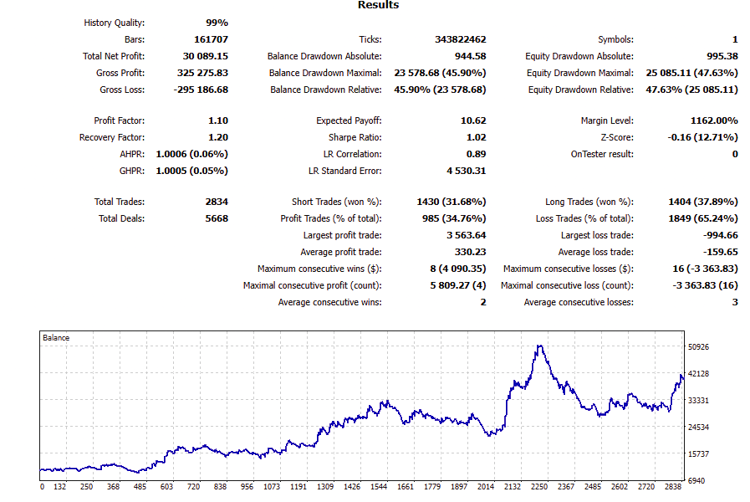 Results
History Quality: 99%
Bars: 161707 Ticks: 343822462 Symbols: 1
Total Net Profit: 30 089.15 Balance Drawdown Absolute: 944.58 Equity Drawdown Absolute: 995.38
Gross Profit: 325 275.83 Balance Drawdown Maximal: 23 578.68 (45.90%) Equity Drawdown Maximal: 25 085.11 (47.63%)
Gross Loss: -295 186.68 Balance Drawdown Relative: 45.90% (23 578.68) Equity Drawdown Relative: 47.63% (25 085.11)
Profit Factor: 1.10 Expected Payoff: 10.62 Margin Level: 1162.00%
Recovery Factor: 1.20 Sharpe Ratio: 1.02 Z-Score: -0.16 (12.71%)
AHPR: 1.0006 (0.06%) LR Correlation: 0.89 OnTester result: 0
GHPR: 1.0005 (0.05%) LR Standard Error: 4 530.31
Total Trades: 2834 Short Trades (won %): 1430 (31.68%) Long Trades (won %): 1404 (37.89%)
Total Deals: 5668 Profit Trades (% of total): 985 (34.76%) Loss Trades (% of total): 1849 (65.24%)
Largest profit trade: 3 563.64 Largest loss trade: -994.66
Average profit trade: 330.23 Average loss trade: -159.65
Maximum consecutive wins ($): 8 (4 090.35) Maximum consecutive losses ($): 16 (-3 363.83)
Maximal consecutive profit (count): 5 809.27 (4) Maximal consecutive loss (count): -3 363.83 (16)
Average consecutive wins: 2 Average consecutive losses: 3
Balance
50926
42128
33331
24534
15737
6940
0 132 250 368 485 603 720 838 956 1073 1191 1309 1426 1544 1661 1779 1897 2014 2132 2250 2367 2485 2602 2720 2838